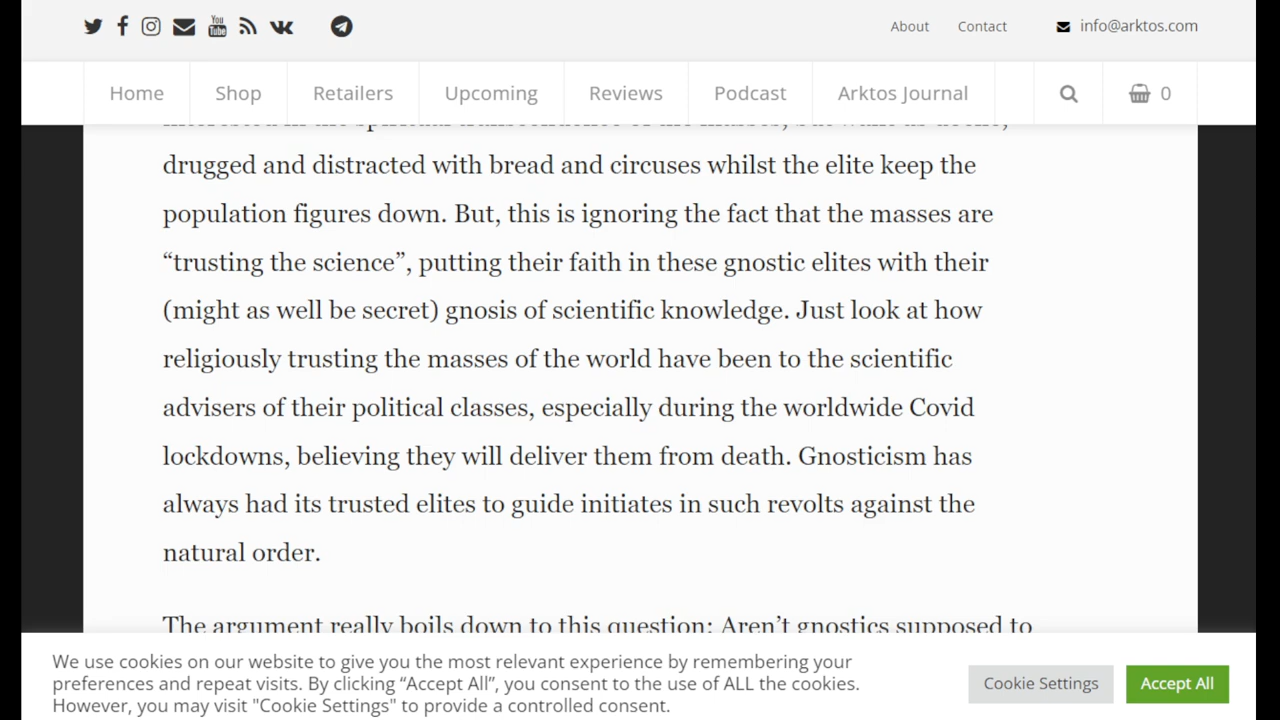 You Tube
About
Contact
info@arktos.com
Home
Shop
Retailers
Upcoming
Reviews
Podcast
Arktos Journal
0
drugged and distracted with bread and circuses whilst the elite keep the
population figures down. But, this is ignoring the fact that the masses are
“trusting the science”, putting their faith in these gnostic elites with their
(might as well be secret) gnosis of scientific knowledge. Just look at how
religiously trusting the masses of the world have been to the scientific
advisers of their political classes, especially during the worldwide Covid
lockdowns, believing they will deliver them from death. Gnosticism has
always had its trusted elites to guide initiates in such revolts against the
natural order.
The argument really boils down to this question: Aren’t gnostics supposed to
We use cookies on our website to give you the most relevant experience by remembering your
preferences and repeat visits. By clicking “Accept All”, you consent to the use of ALL the cookies.
However, you may visit "Cookie Settings" to provide a controlled consent.
Cookie Settings
Accept All